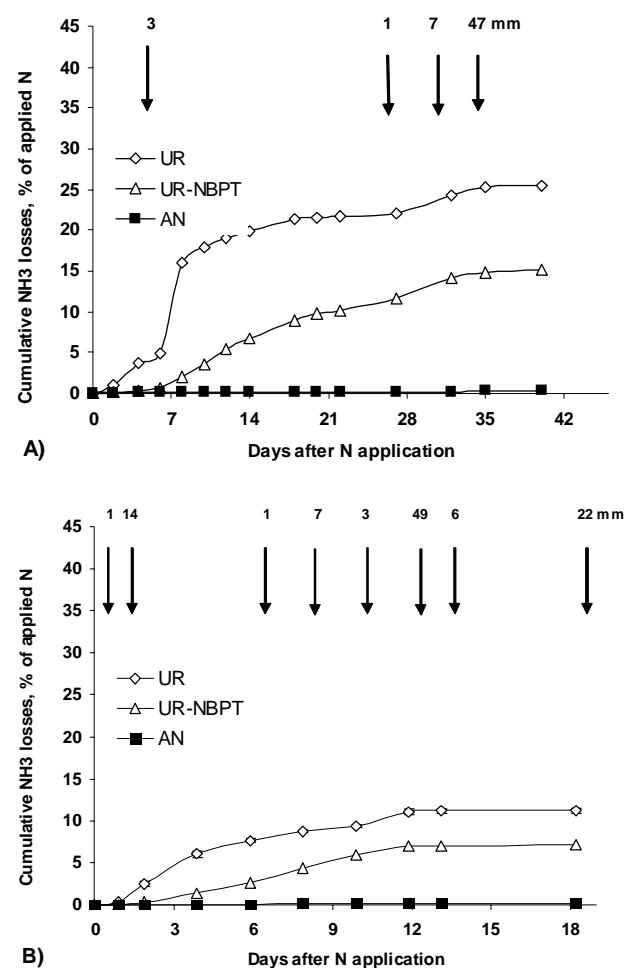 3 1 7 47 mm
45
40
35
30
25
20
15
10
5
0
Cumulative NH3 losses, % of applied N
UR
UR-NBPT
AN
0 7 14 21 28 35 42
A) Days after N application
1 14 1 7 3 49 6 22 mm
45
40
35
30
25
20
15
10
5
0
Cumulative NH3 losses, % of applied N
UR
UR-NBPT
AN
0 3 6 9 12 15 18
B) Days after N application